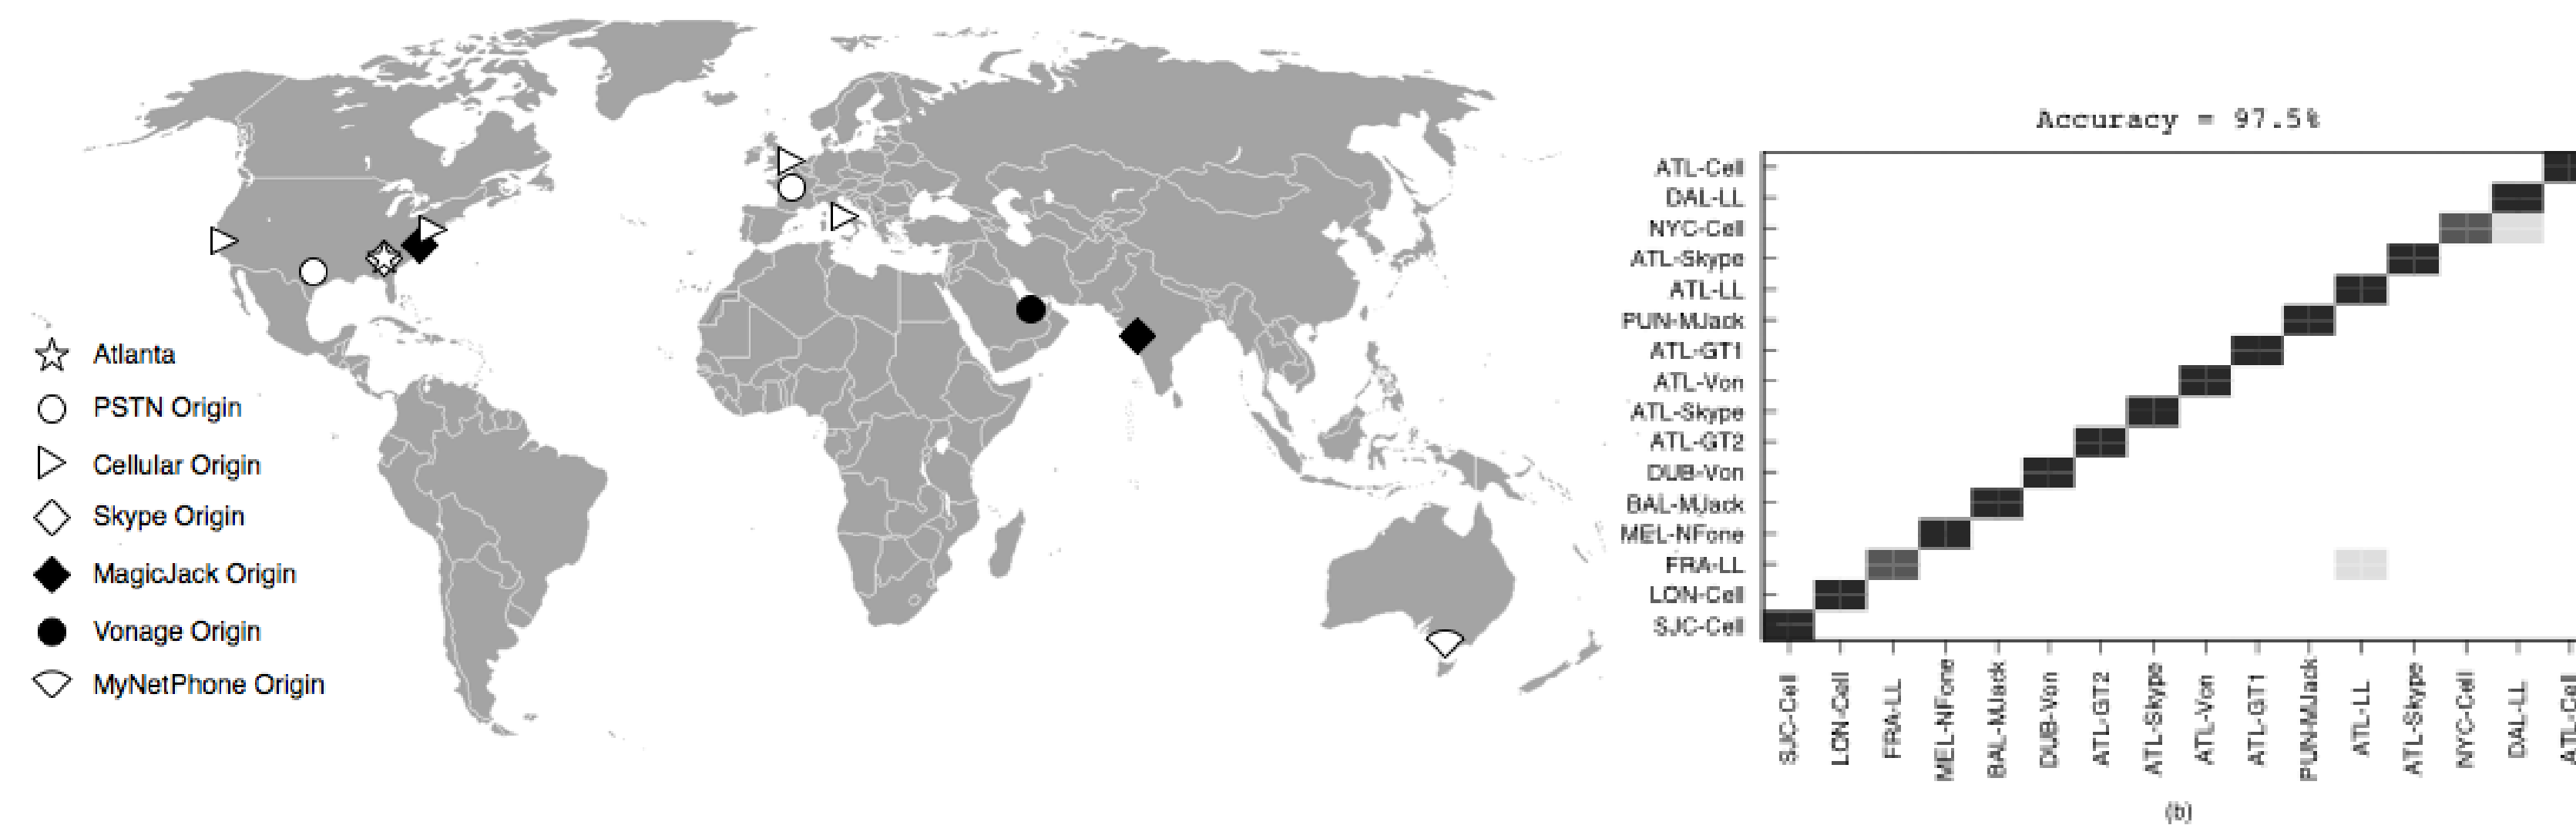 Atlanta
PSTN Origin
Cellular Origin
Skype Origin
MagicJack Origin
Vonage Origin
MyNetPhone Origin
Accuracy = 97.5%
ATL-Cell
DAL-LL
NYC-Cell
ATL-Skype
ATL-LL
PUN-MJack
ATL-GT1
ATL-Von
ATL-Skype
ATL-GT2
DUB-Von
BAL-MJack
MEL-NFone
FRA-LL
LON-Cell
SJC-Cell
SJC-Cell
LON-Cell
FRA-LL
MEL-NFone
BAL-MJack
DUB-Von
ATL-GT2
ATL-Skype
ATL-Von
ATL-GT1
PUN-MJack
ATL-LL
ATL-Skype
NYC-Cell
DAL-LL
ATL-Cell
(b)